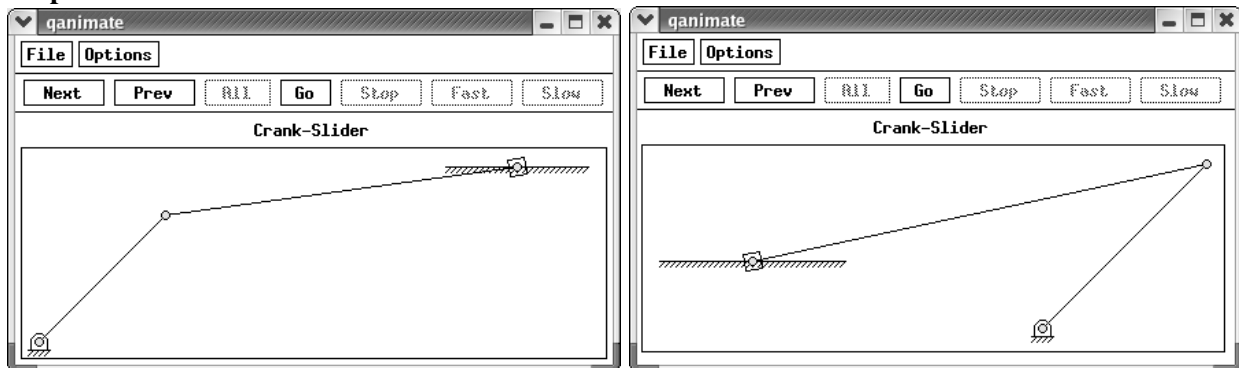 qanimate
File Options
Next Prev All Go Stop Fast Slow
Crank-Slider
qanimate
File Options
Next Prev All Go Stop Fast Slow
Crank-Slider